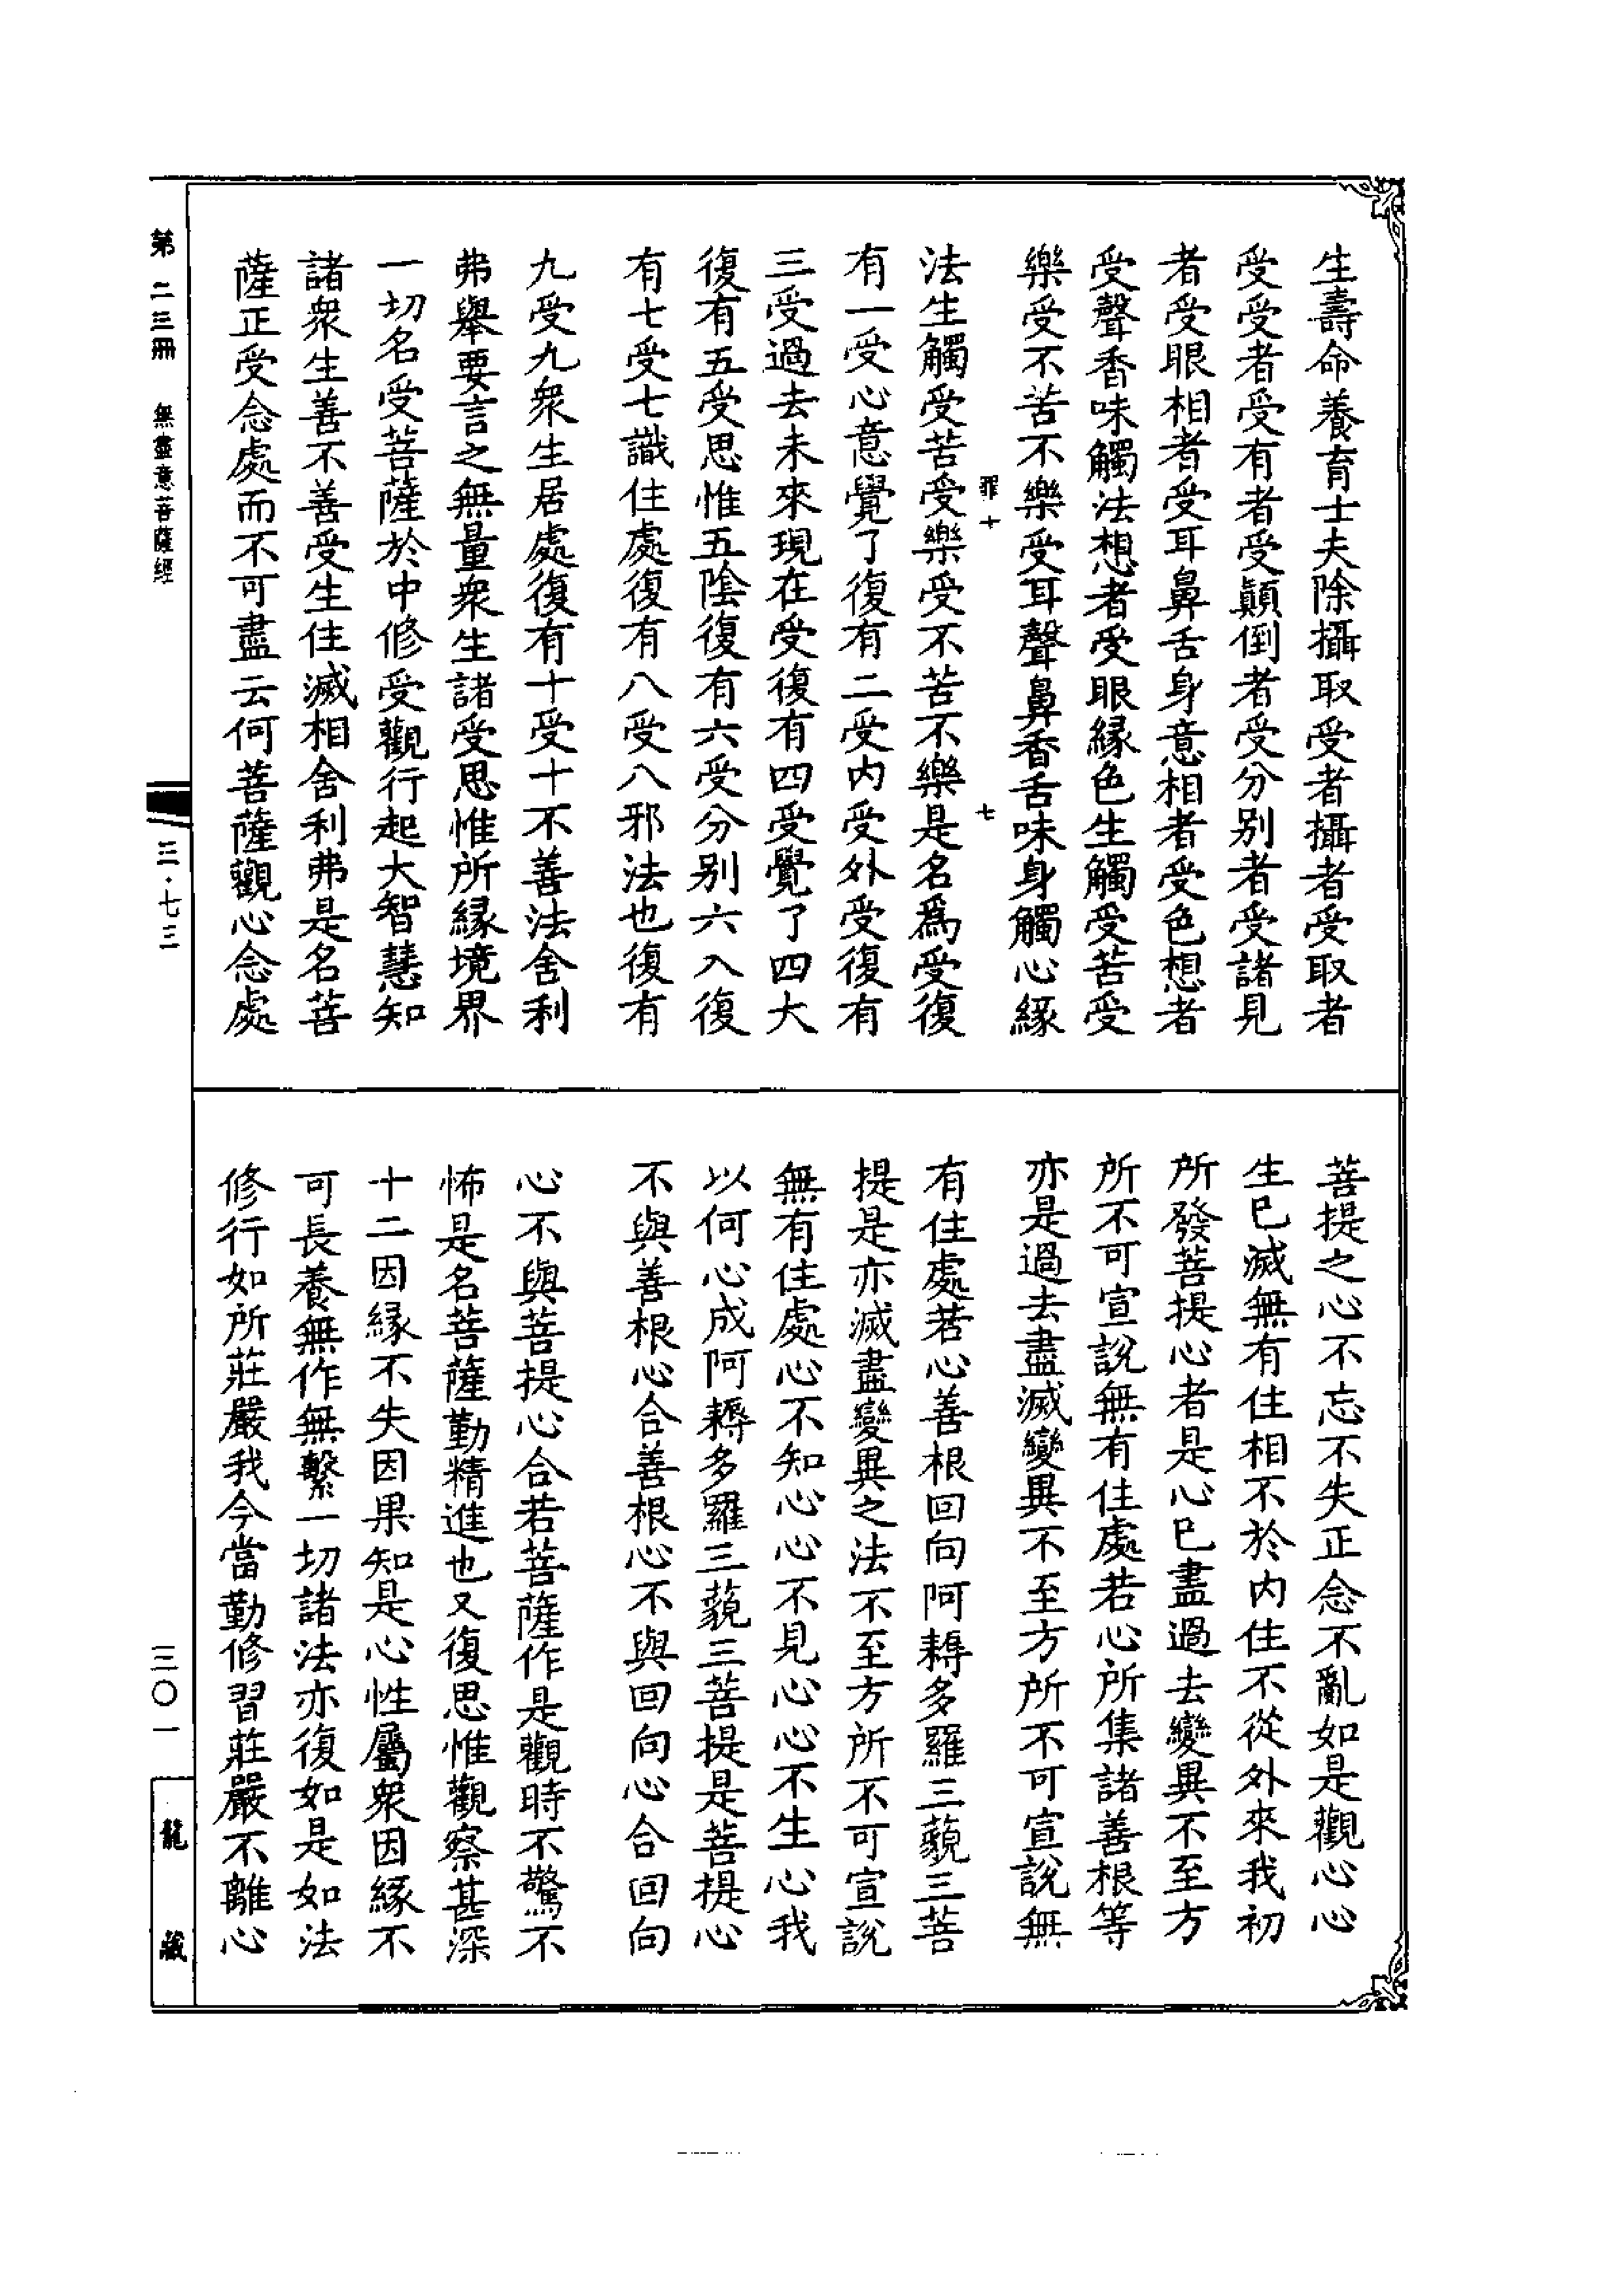 生壽命養育士夫除攝取受者攝者受取者
受受者受有者受顛倒者受分別者受諸見
者受眼相者受耳鼻舌身意相者受色想者
受聲香味觸法想者受眼緣色生觸受苦受
樂受不苦不樂受耳聲鼻香舌味身觸心緣
罪十 七
法生觸受苦受樂受不苦不樂是名爲受復
有一受心意覺了復有二受內受外受復有
三受過去未來現在受復有四受覺了四大
復有五受思惟五陰復有六受分別六入復
有七受七識住處復有八受八邪法也復有
九受九衆生居處復有十受十不善法舍利
弗舉要言之無量衆生諸受思惟所緣境界
一切名受菩薩於中修受觀行起大智慧知
諸衆生善不善受生住滅相舍利弗是名菩
薩正受念處而不可盡云何菩薩觀心念處
菩提之心不忘不失正念不亂如是觀心心
生已滅無有住相不於內住不從外來我初
所發菩提心者是心已盡過去變異不至方
所不可宣說無有住處若心所集諸善根等
亦是過去盡滅變異不至方所不可宣說無
有住處若心善根回向阿耨多羅三藐三菩
提是亦滅盡變異之法不至方所不可宣說
無有住處心不知心心不見心心不生心我
以何心成阿耨多羅三藐三菩提是菩提心
不與善根心合善根心不與回向心合回向
心不與菩提心合若菩薩作是觀時不驚不
怖是名菩薩勤精進也又復思惟觀察甚深
十二因緣不失因果知是心性屬衆因緣不
可長養無作無繫一切諸法亦復如是如法
修行如所莊嚴我今當勤修習莊嚴不離心
第二三冊 無盡意菩薩經
三·七三
三〇一
龍藏